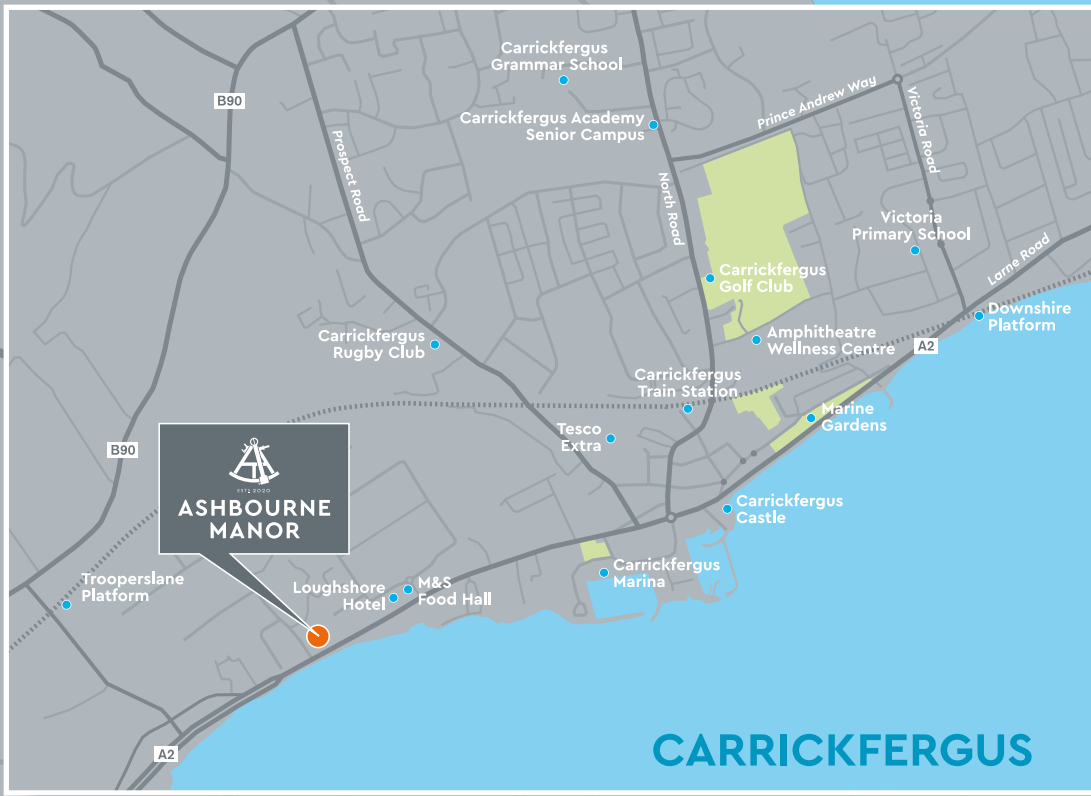 Carrickfergus
Grammar School
B90
Prince Andrew Way
Victoria Road
Carrickfergus Academy
Senior Campus
Prospect Road
North Road
Victoria
Primary School
Larne Road
Carrickfergus
Golf Club
Downshire
Platform
Amphitheatre
Wellness Centre
A2
Carrickfergus
Rugby Club
Carrickfergus
Train Station
Marine
Gardens
Tesco
Extra
B90
ESTD 2020
ASHBOURNE
MANOR
Carrickfergus
Castle
Carrickfergus
Marina
Trooperslane
Platform
Loughshore
Hotel
M&S
Food Hall
A2
CARRICKFERGUS